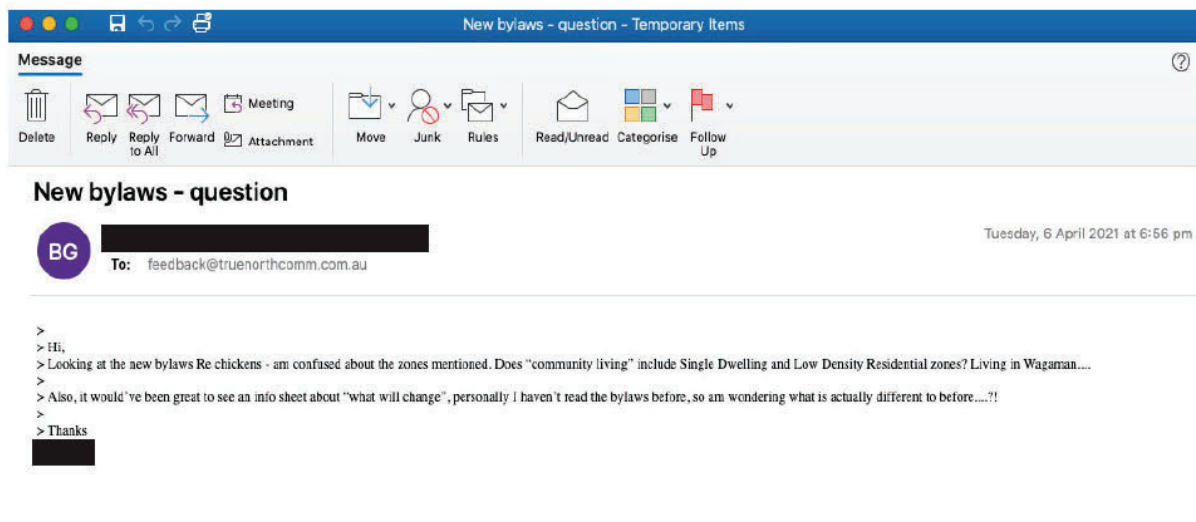 New bylaws - question - Temporary Items
Message
Delete
Reply
Reply to All
Forward
Meeting
Attachment
Move
Junk
Rules
Read/Unread
Categorise
Follow Up
New bylaws - question
BG
Tuesday, 6 April 2021 at 6:56 pm
To: feedback@truenorthcomm.com.au
>
> Hi,
> Looking at the new bylaws Re chickens - am confused about the zones mentioned. Does “community living” include Single Dwelling and Low Density Residential zones? Living in Wagaman....
>
> Also, it would’ve been great to see an info sheet about “what will change”, personally I haven’t read the bylaws before, so am wondering what is actually different to before....?!
>
> Thanks